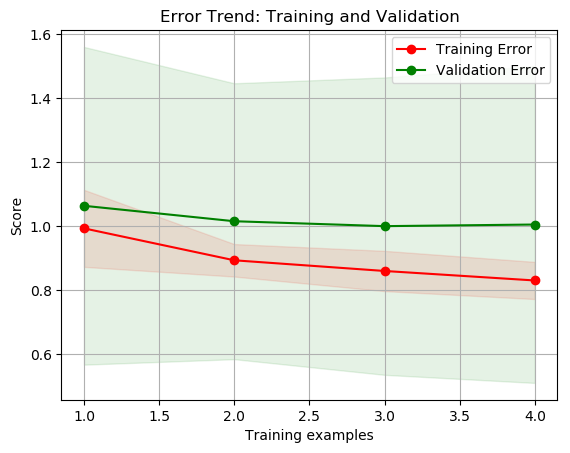 Error Trend: Training and Validation
1.6
1.4
1.2
1.0
0.8
0.6
Score
Training Error
Validation Error
1.0 1.5 2.0 2.5 3.0 3.5 4.0
Training examples